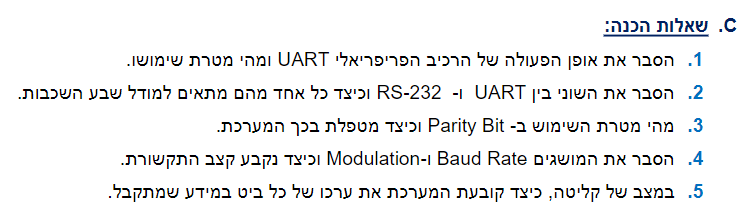 C. שאלות הכנה:
1. הסבר את אופן הפעולה של הרכיב הפריפריאלי UART ומהי מטרת שימושו.
2. הסבר את השוני בין UART ו- RS-232 וכיצד כל אחד מהם מתאים למודל שבע השכבות.
3. מהי מטרת השימוש ב- Parity Bit וכיצד מטפלת בכך המערכת.
4. הסבר את המושגים Baud Rate ו-Modulation וכיצד נקבע קצב התקשורת.
5. במצב של קליטה, כיצד קובעת המערכת את ערכו של כל ביט במידע שמתקבל.